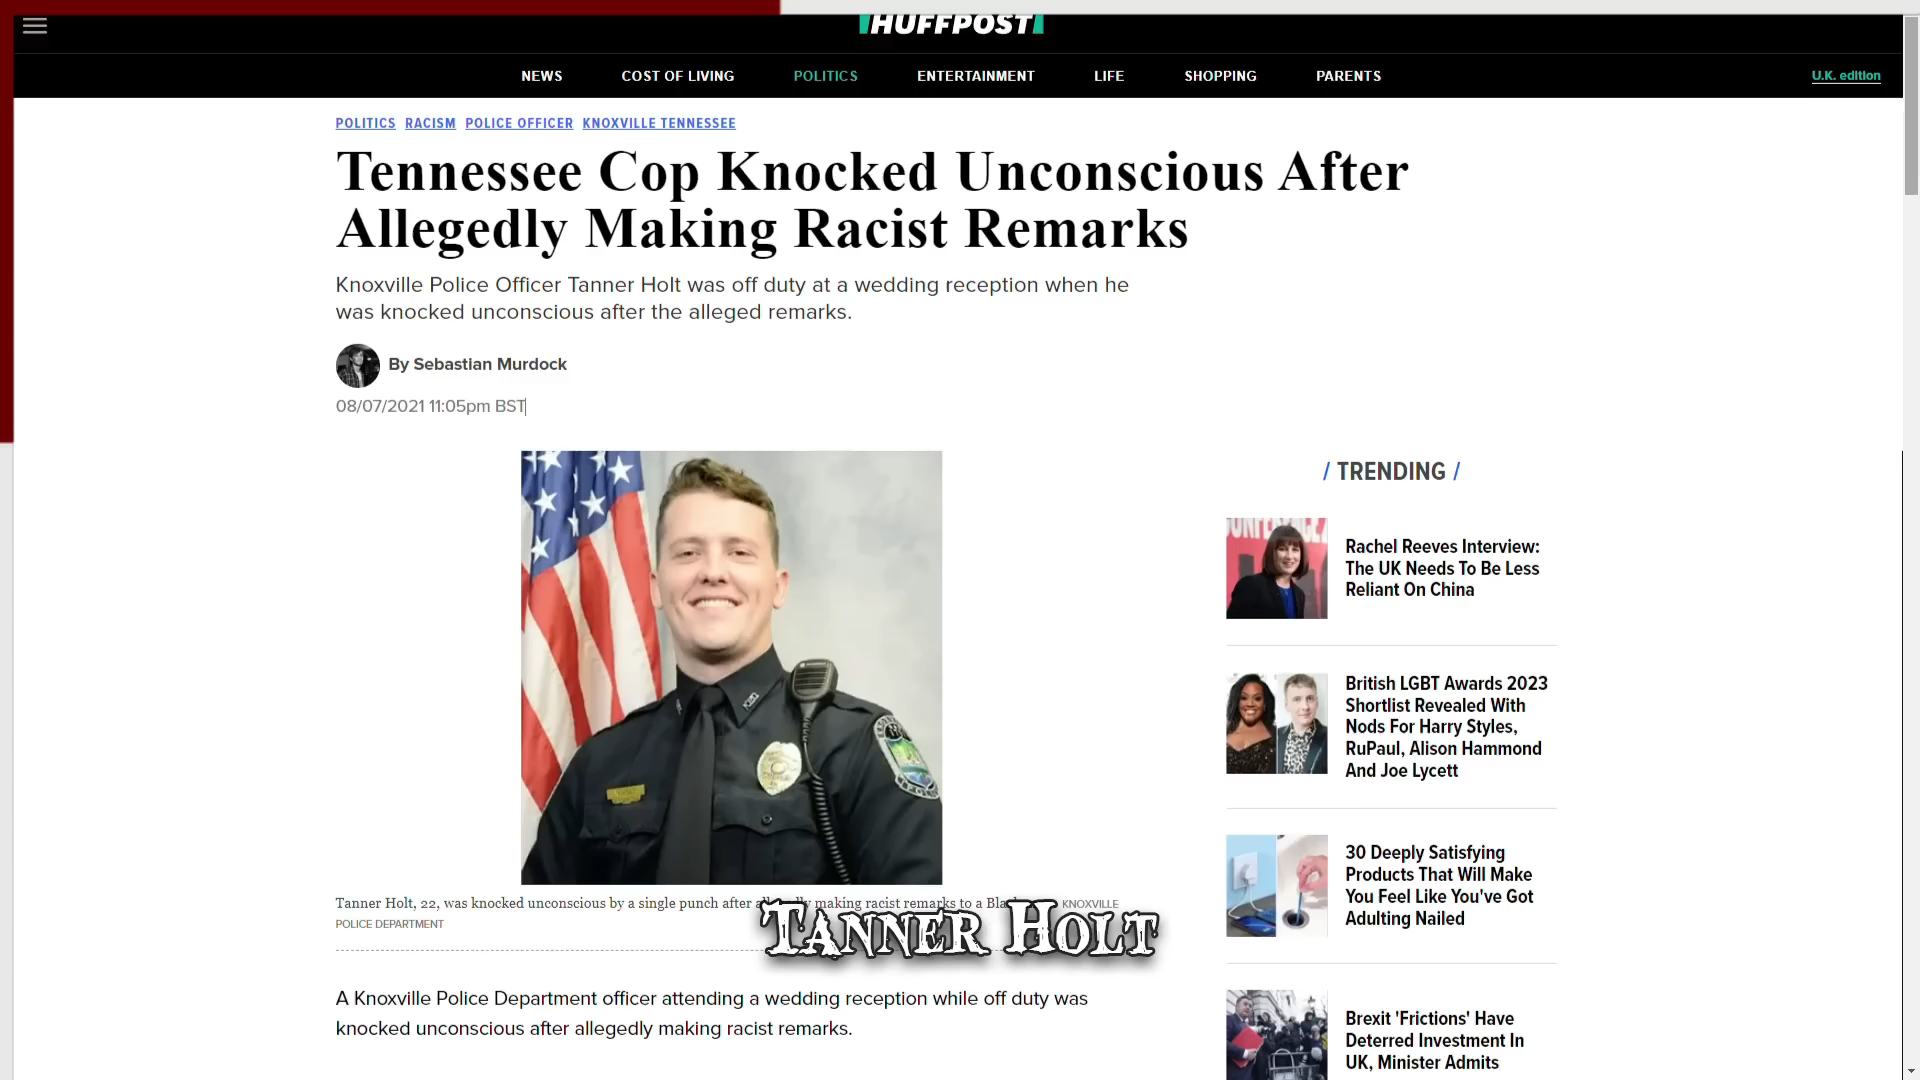 HUFFPOST
NEWS COST OF LIVING POLITICS ENTERTAINMENT LIFE SHOPPING PARENTS U.K. edition
POLITICS RACISM POLICE OFFICER KNOXVILLE TENNESSEE
Tennessee Cop Knocked Unconscious After
Allegedly Making Racist Remarks
Knoxville Police Officer Tanner Holt was off duty at a wedding reception when he
was knocked unconscious after the alleged remarks.
By Sebastian Murdock
08/07/2021 11:05pm BST
Tanner Holt, 22, was knocked unconscious by a single punch after making racist remarks to a KNOXVILLE
POLICE DEPARTMENT
Tanner Holt
A Knoxville Police Department officer attending a wedding reception while off duty was
knocked unconscious after allegedly making racist remarks.
/ TRENDING /
Rachel Reeves Interview:
The UK Needs To Be Less
Reliant On China
British LGBT Awards 2023
Shortlist Revealed With
Nods For Harry Styles,
RuPaul, Alison Hammond
And Joe Lycett
30 Deeply Satisfying
Products That Will Make
You Feel Like You've Got
Adulting Nailed
Brexit 'Frictions' Have
Deterred Investment In
UK, Minister Admits